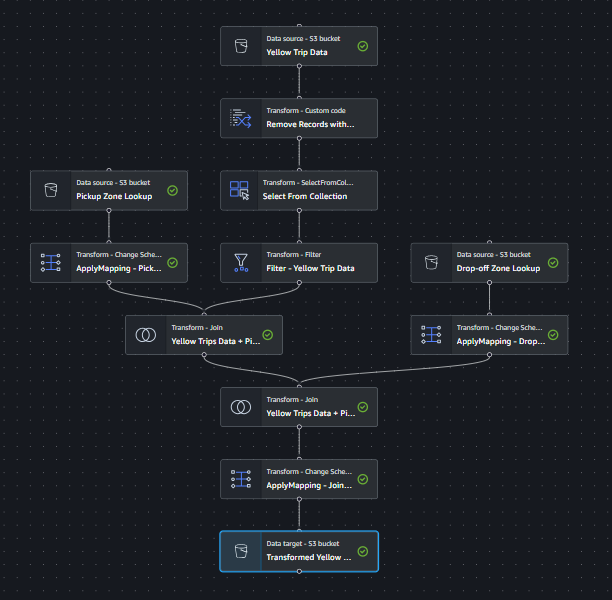 Data source - S3 bucket
Yellow Trip Data
Transform - Custom code
Remove Records with...
Data source - S3 bucket
Pickup Zone Lookup
Transform - SelectFromCol...
Select From Collection
Transform - Change Sche...
ApplyMapping - Pick...
Transform - Filter
Filter - Yellow Trip Data
Data source - S3 bucket
Drop-off Zone Lookup
Transform - Join
Yellow Trips Data + Pi...
Transform - Change Sche...
ApplyMapping - Drop...
Transform - Join
Yellow Trips Data + Pi...
Transform - Change Sche...
ApplyMapping - Join...
Data target - S3 bucket
Transformed Yellow ...